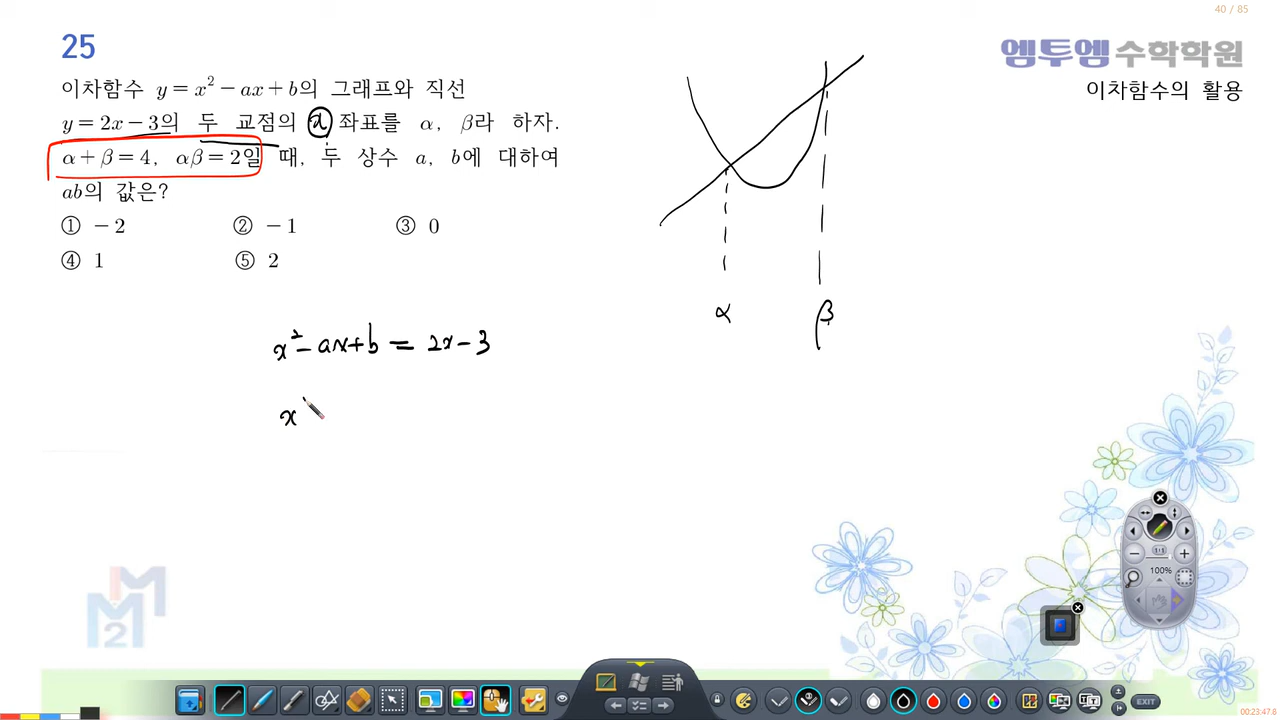 40 / 85
25
엠투엠수학학원
이차함수의 활용
이차함수 y = x² − ax + b의 그래프와 직선
y = 2x − 3의 두 교점의 x 좌표를 α, β라 하자.
α + β = 4, αβ = 2일 때, 두 상수 a, b에 대하여
ab의 값은?
① −2 ② −1 ③ 0
④ 1 ⑤ 2
α β
x² − ax + b = 2x − 3
x
M
M2
100%
1:1
EXIT
00:23:47.8